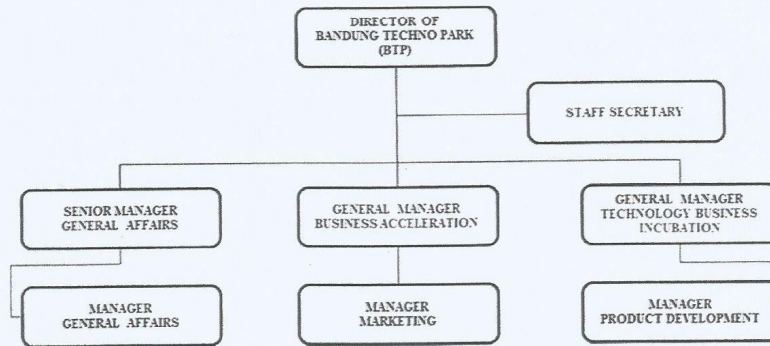 DIRECTOR OF
BANDUNG TECHNO PARK
(BTP)
STAFF SECRETARY
SENIOR MANAGER
GENERAL AFFAIRS
GENERAL MANAGER
BUSINESS ACCELERATION
GENERAL MANAGER
TECHNOLOGY BUSINESS
INCUBATION
MANAGER
GENERAL AFFAIRS
MANAGER
MARKETING
MANAGER
PRODUCT DEVELOPMENT